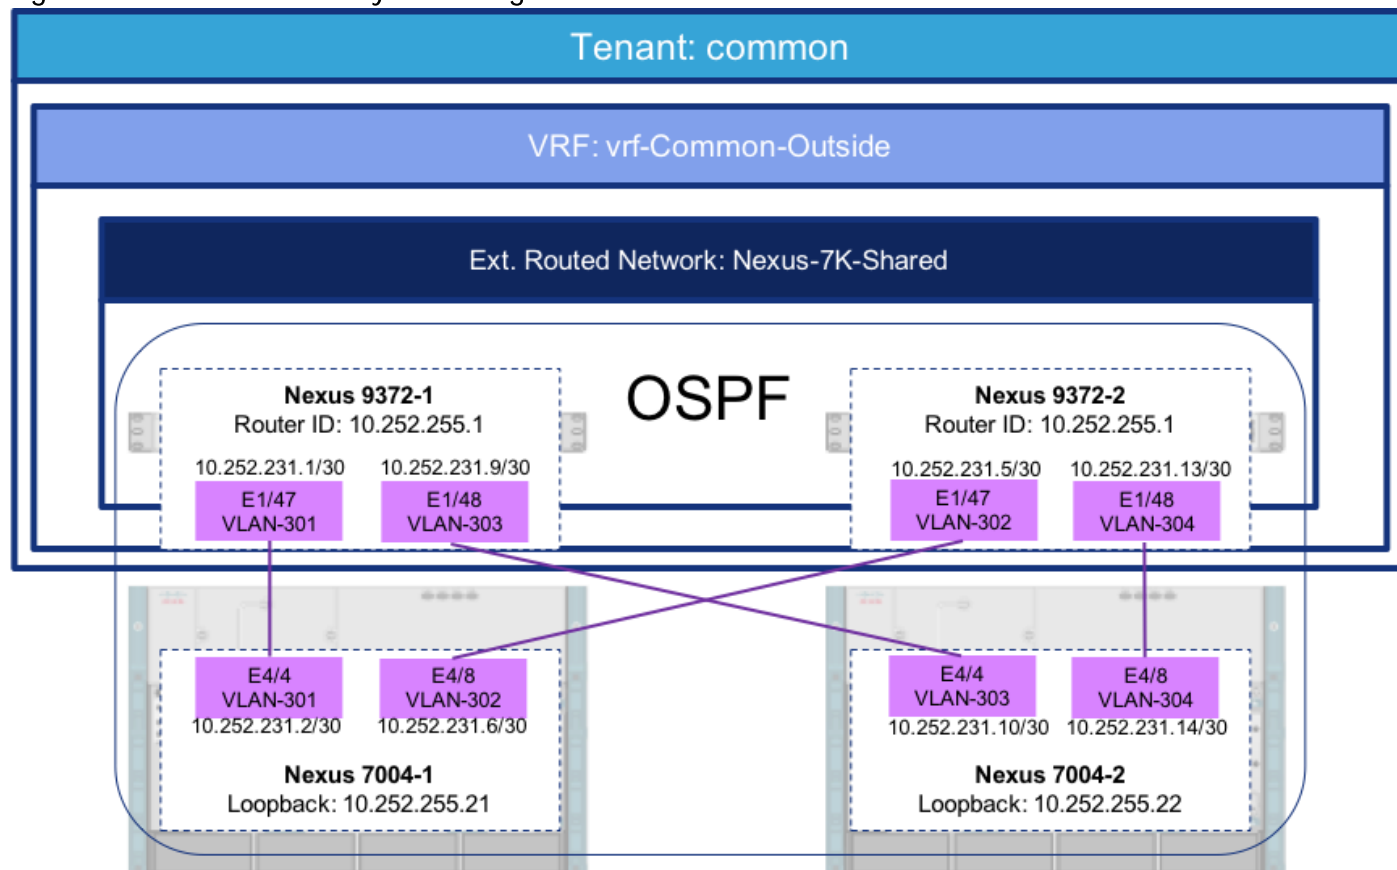 Tenant: common
VRF: vrf-Common-Outside
Ext. Routed Network: Nexus-7K-Shared
OSPF
Nexus 9372-1
Router ID: 10.252.255.1
10.252.231.1/30
10.252.231.9/30
E1/47
VLAN-301
E1/48
VLAN-303
Nexus 9372-2
Router ID: 10.252.255.1
10.252.231.5/30
10.252.231.13/30
E1/47
VLAN-302
E1/48
VLAN-304
E4/4
VLAN-301
E4/8
VLAN-302
10.252.231.2/30
10.252.231.6/30
Nexus 7004-1
Loopback: 10.252.255.21
E4/4
VLAN-303
E4/8
VLAN-304
10.252.231.10/30
10.252.231.14/30
Nexus 7004-2
Loopback: 10.252.255.22